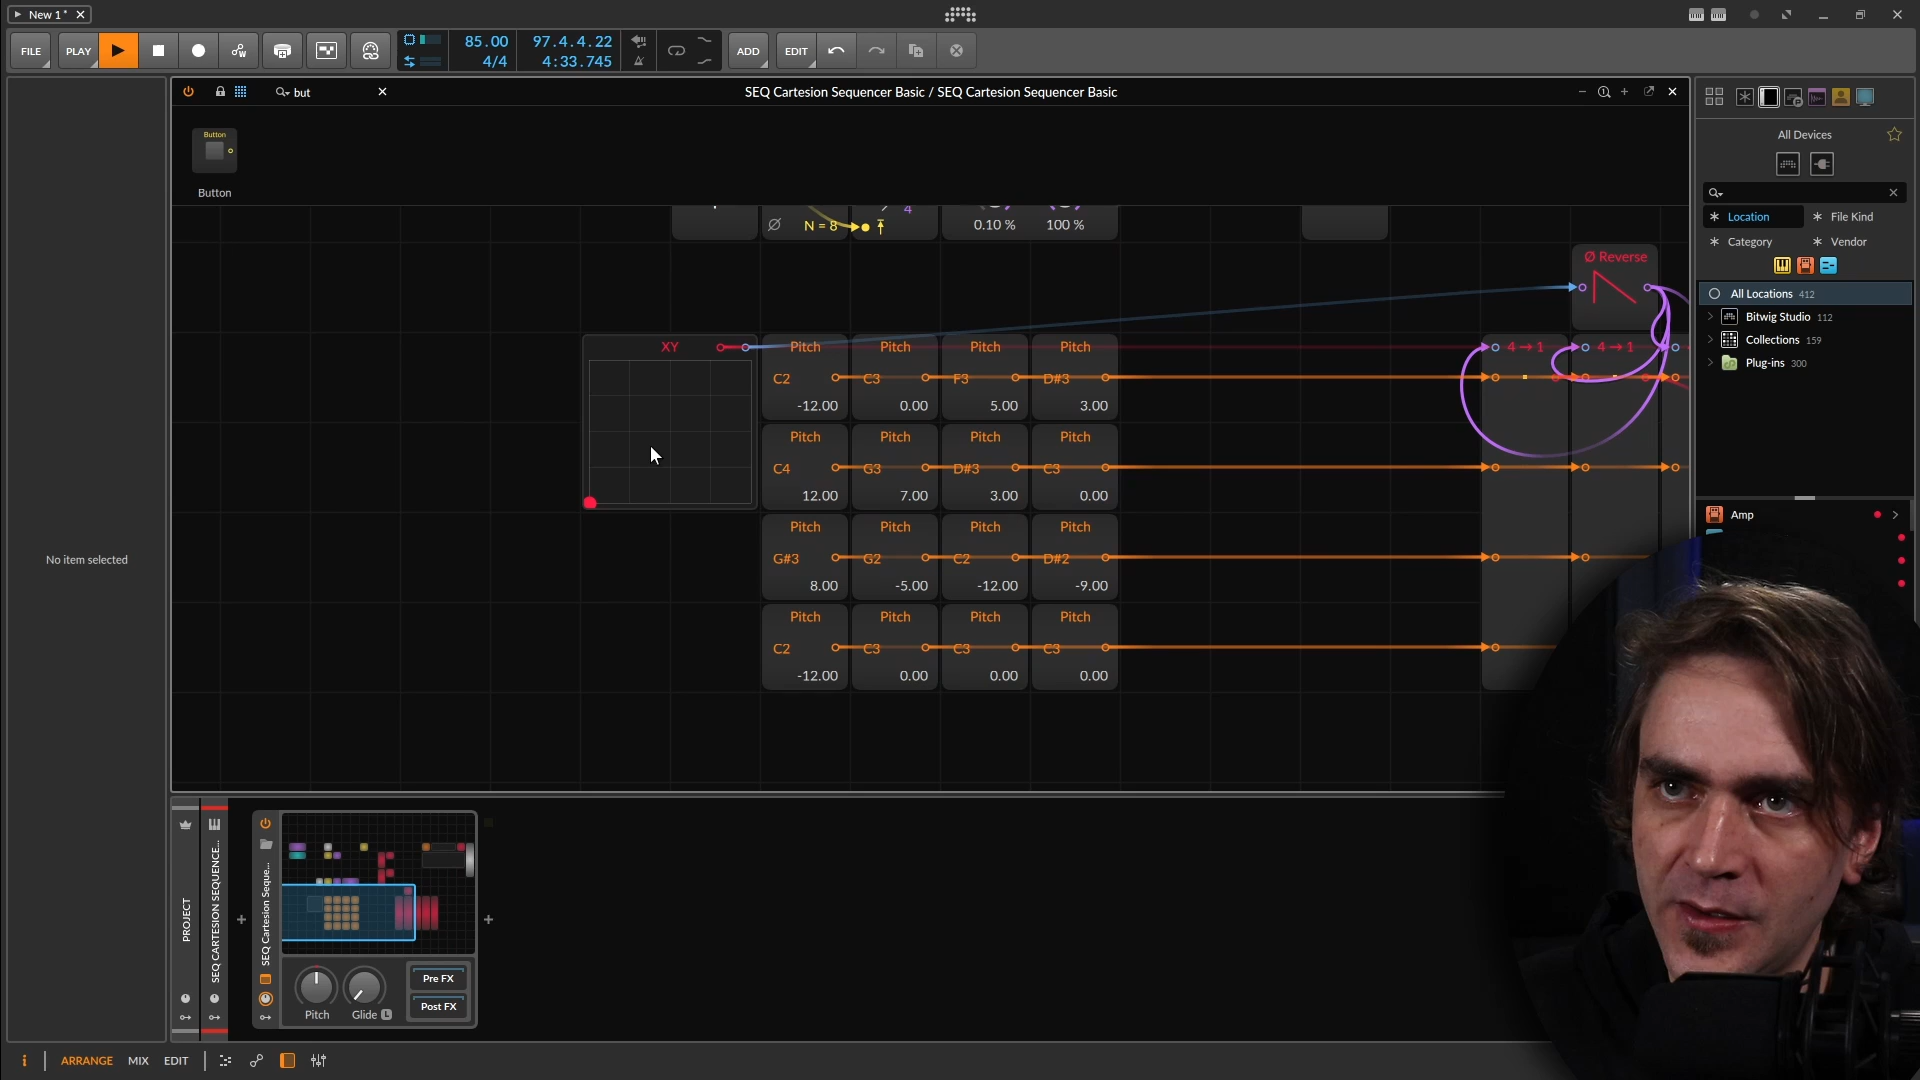 New 1*
FILE
PLAY
85.00
4/4
97.4.4.22
4:33.745
ADD
EDIT
but
SEQ Cartesion Sequencer Basic / SEQ Cartesion Sequencer Basic
Button
Button
N = 8
4
0.10 %
100 %
Ø Reverse
XY
Pitch Pitch Pitch Pitch
C2 C3 F3 D#3
-12.00 0.00 5.00 3.00
4 → 1 4 → 1
Pitch Pitch Pitch Pitch
C4 G3 D#3 C3
12.00 7.00 3.00 0.00
Pitch Pitch Pitch Pitch
G#3 G2 C2 D#2
8.00 -5.00 -12.00 -9.00
Pitch Pitch Pitch Pitch
C2 C3 C3 C3
-12.00 0.00 0.00 0.00
No item selected
All Devices
Location
File Kind
Category
Vendor
All Locations 412
Bitwig Studio 112
Collections 159
Plug-ins 300
Amp
PROJECT
SEQ CARTESION SEQUENCE...
SEQ Cartesion Seque...
Pitch
Glide L
Pre FX
Post FX
i
ARRANGE
MIX
EDIT